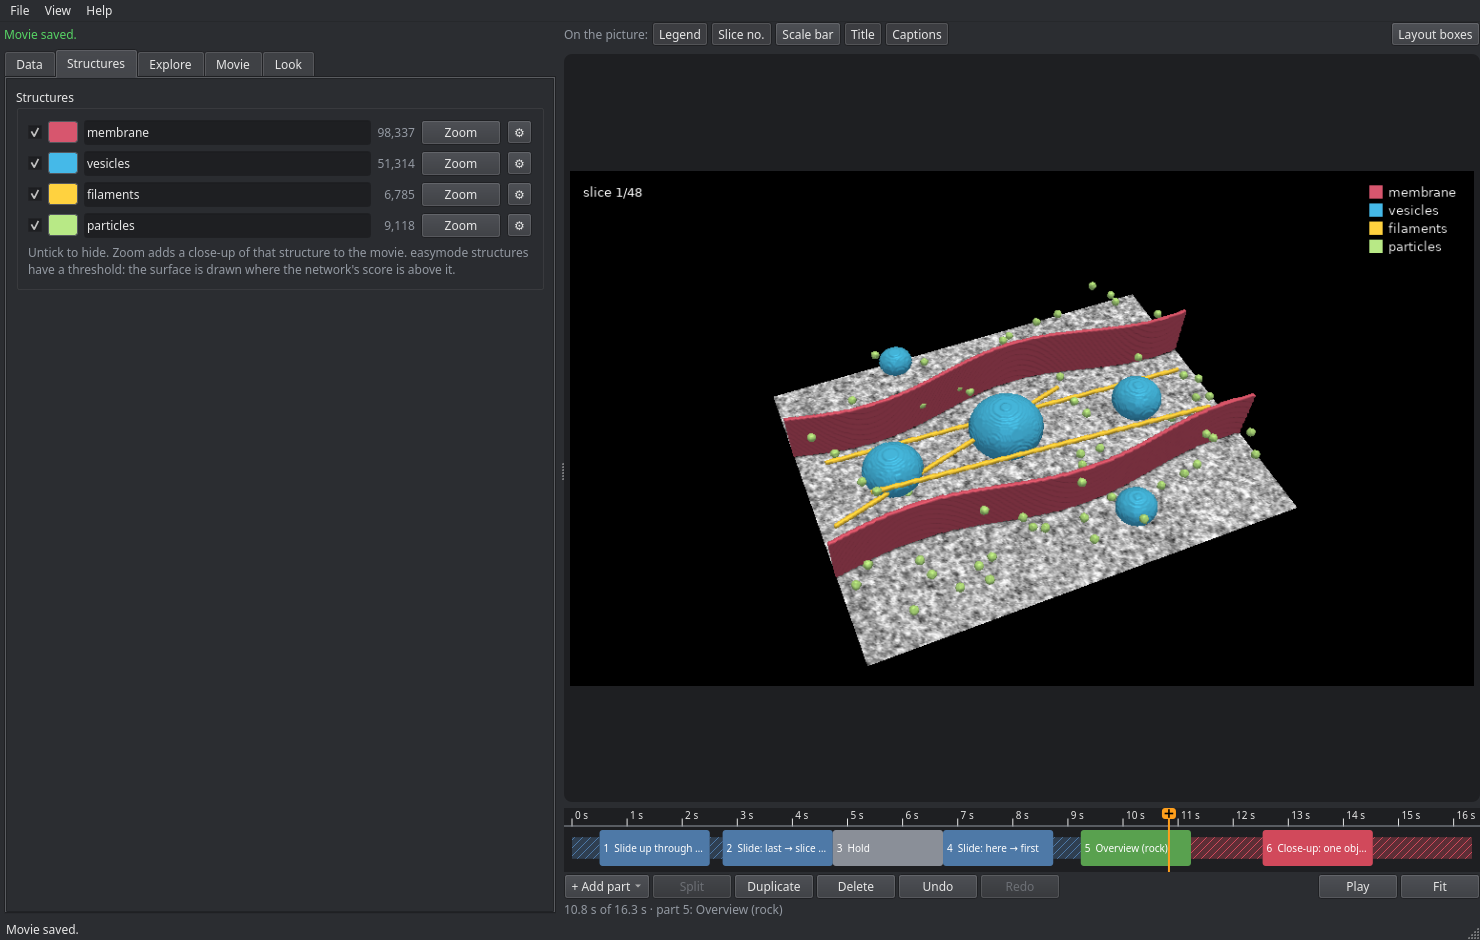 File View Help
Movie saved.
On the picture: Legend Slice no. Scale bar Title Captions Layout boxes
Data Structures Explore Movie Look
Structures
membrane 98,337 Zoom
vesicles 51,314 Zoom
filaments 6,785 Zoom
particles 9,118 Zoom
Untick to hide. Zoom adds a close-up of that structure to the movie. easymode structures
have a threshold: the surface is drawn where the network's score is above it.
slice 1/48
membrane
vesicles
filaments
particles
0 s 1 s 2 s 3 s 4 s 5 s 6 s 7 s 8 s 9 s 10 s 11 s 12 s 13 s 14 s 15 s 16 s
1 Slide up through ... 2 Slide: last → slice ... 3 Hold 4 Slide: here → first 5 Overview (rock) 6 Close-up: one obj...
+ Add part Split Duplicate Delete Undo Redo Play Fit
10.8 s of 16.3 s · part 5: Overview (rock)
Movie saved.